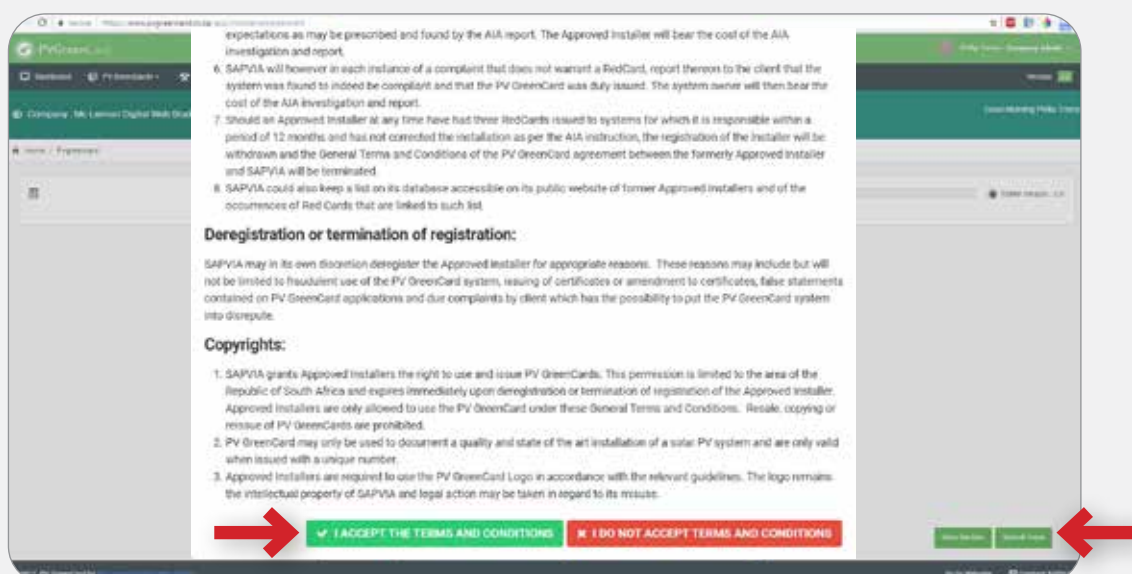 PVGreenCard
Dashboard PV GreenCards
Home / Engineering
expectations as may be prescribed and found by the AIA report. The Approved Installer will bear the cost of the AIA
investigation and report.
6. SAPVIA will however in each instance of a complaint that does not warrant a RedCard, report thereon to the client that the
system was found to indeed be compliant and that the PV GreenCard was duly issued. The system owner will then bear the
cost of the AIA investigation and report.
7. Should an Approved Installer at any time have had three RedCards issued to systems for which it is responsible within a
period of 12 months and has not corrected the installation as per the AIA instruction, the registration of the installer will be
withdrawn and the General Terms and Conditions of the PV GreenCard agreement between the formerly Approved Installer
and SAPVIA will be terminated.
8. SAPVIA could also keep a list on its database accessible on its public website of former Approved Installers and of the
occurrences of Red Cards that are linked to such list.
Deregistration or termination of registration:
SAPVIA may in its own discretion deregister the Approved Installer for appropriate reasons. These reasons may include but will
not be limited to fraudulent use of the PV GreenCard system, issuing of certificates or amendment to certificates, false statements
contained on PV GreenCard applications and due complaints by client which has the possibility to put the PV GreenCard system
into disrepute.
Copyrights:
1. SAPVIA grants Approved Installers the right to use and issue PV GreenCards. This permission is limited to the area of the
Republic of South Africa and expires immediately upon deregistration or termination of registration of the Approved Installer.
Approved Installers are only allowed to use the PV GreenCard under these General Terms and Conditions. Resale, copying or
reissue of PV GreenCards are prohibited.
2. PV GreenCard may only be used to document a quality and state of the art installation of a solar PV system and are only valid
when issued with a unique number.
3. Approved Installers are required to use the PV GreenCard Logo in accordance with the relevant guidelines. The logo remains
the intellectual property of SAPVIA and legal action may be taken in regard to its misuse.
I ACCEPT THE TERMS AND CONDITIONS
I DO NOT ACCEPT TERMS AND CONDITIONS